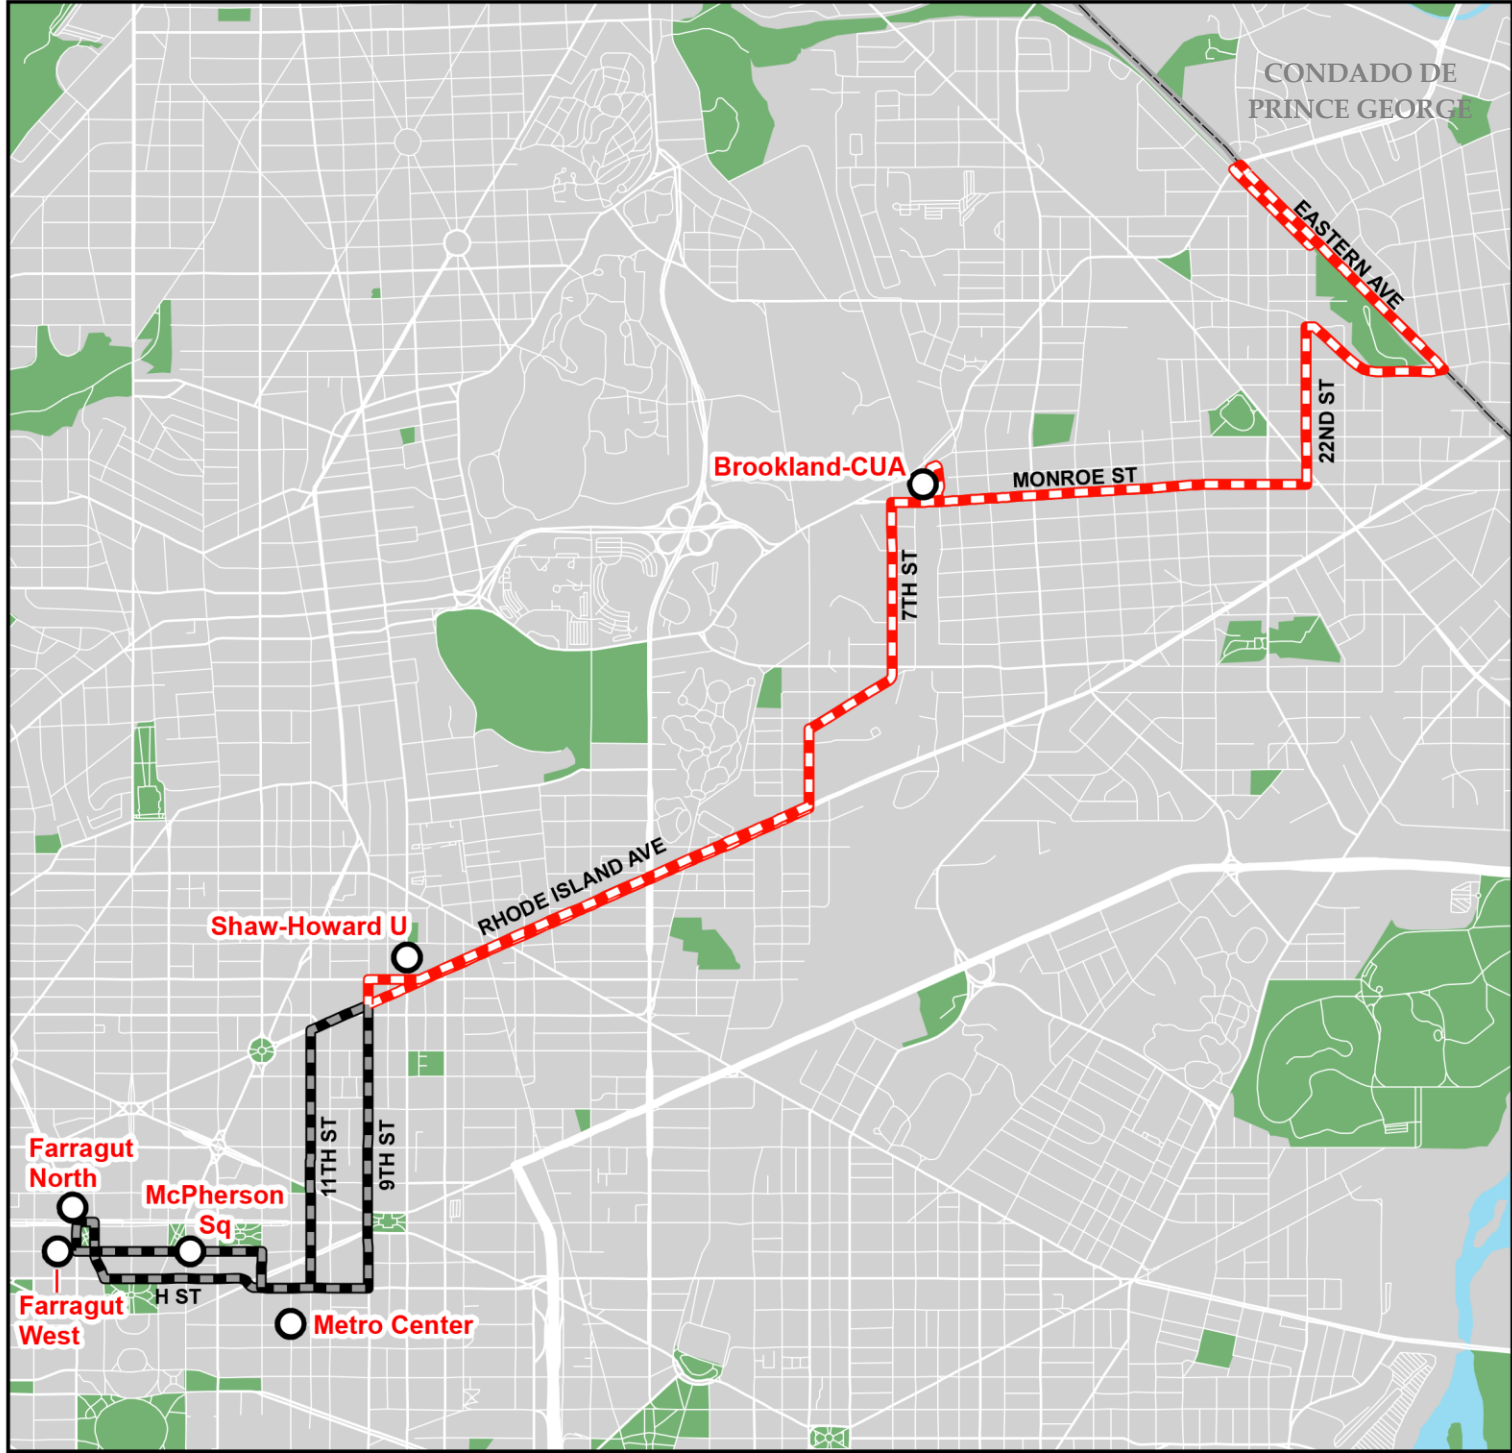 CONDADO DE
PRINCE GEORGE
EASTERN AVE
22ND ST
Brookland-CUA
MONROE ST
7TH ST
RHODE ISLAND AVE
Shaw-Howard U
11TH ST
9TH ST
Farragut
North
McPherson
Sq
H ST
Farragut
West
Metro Center